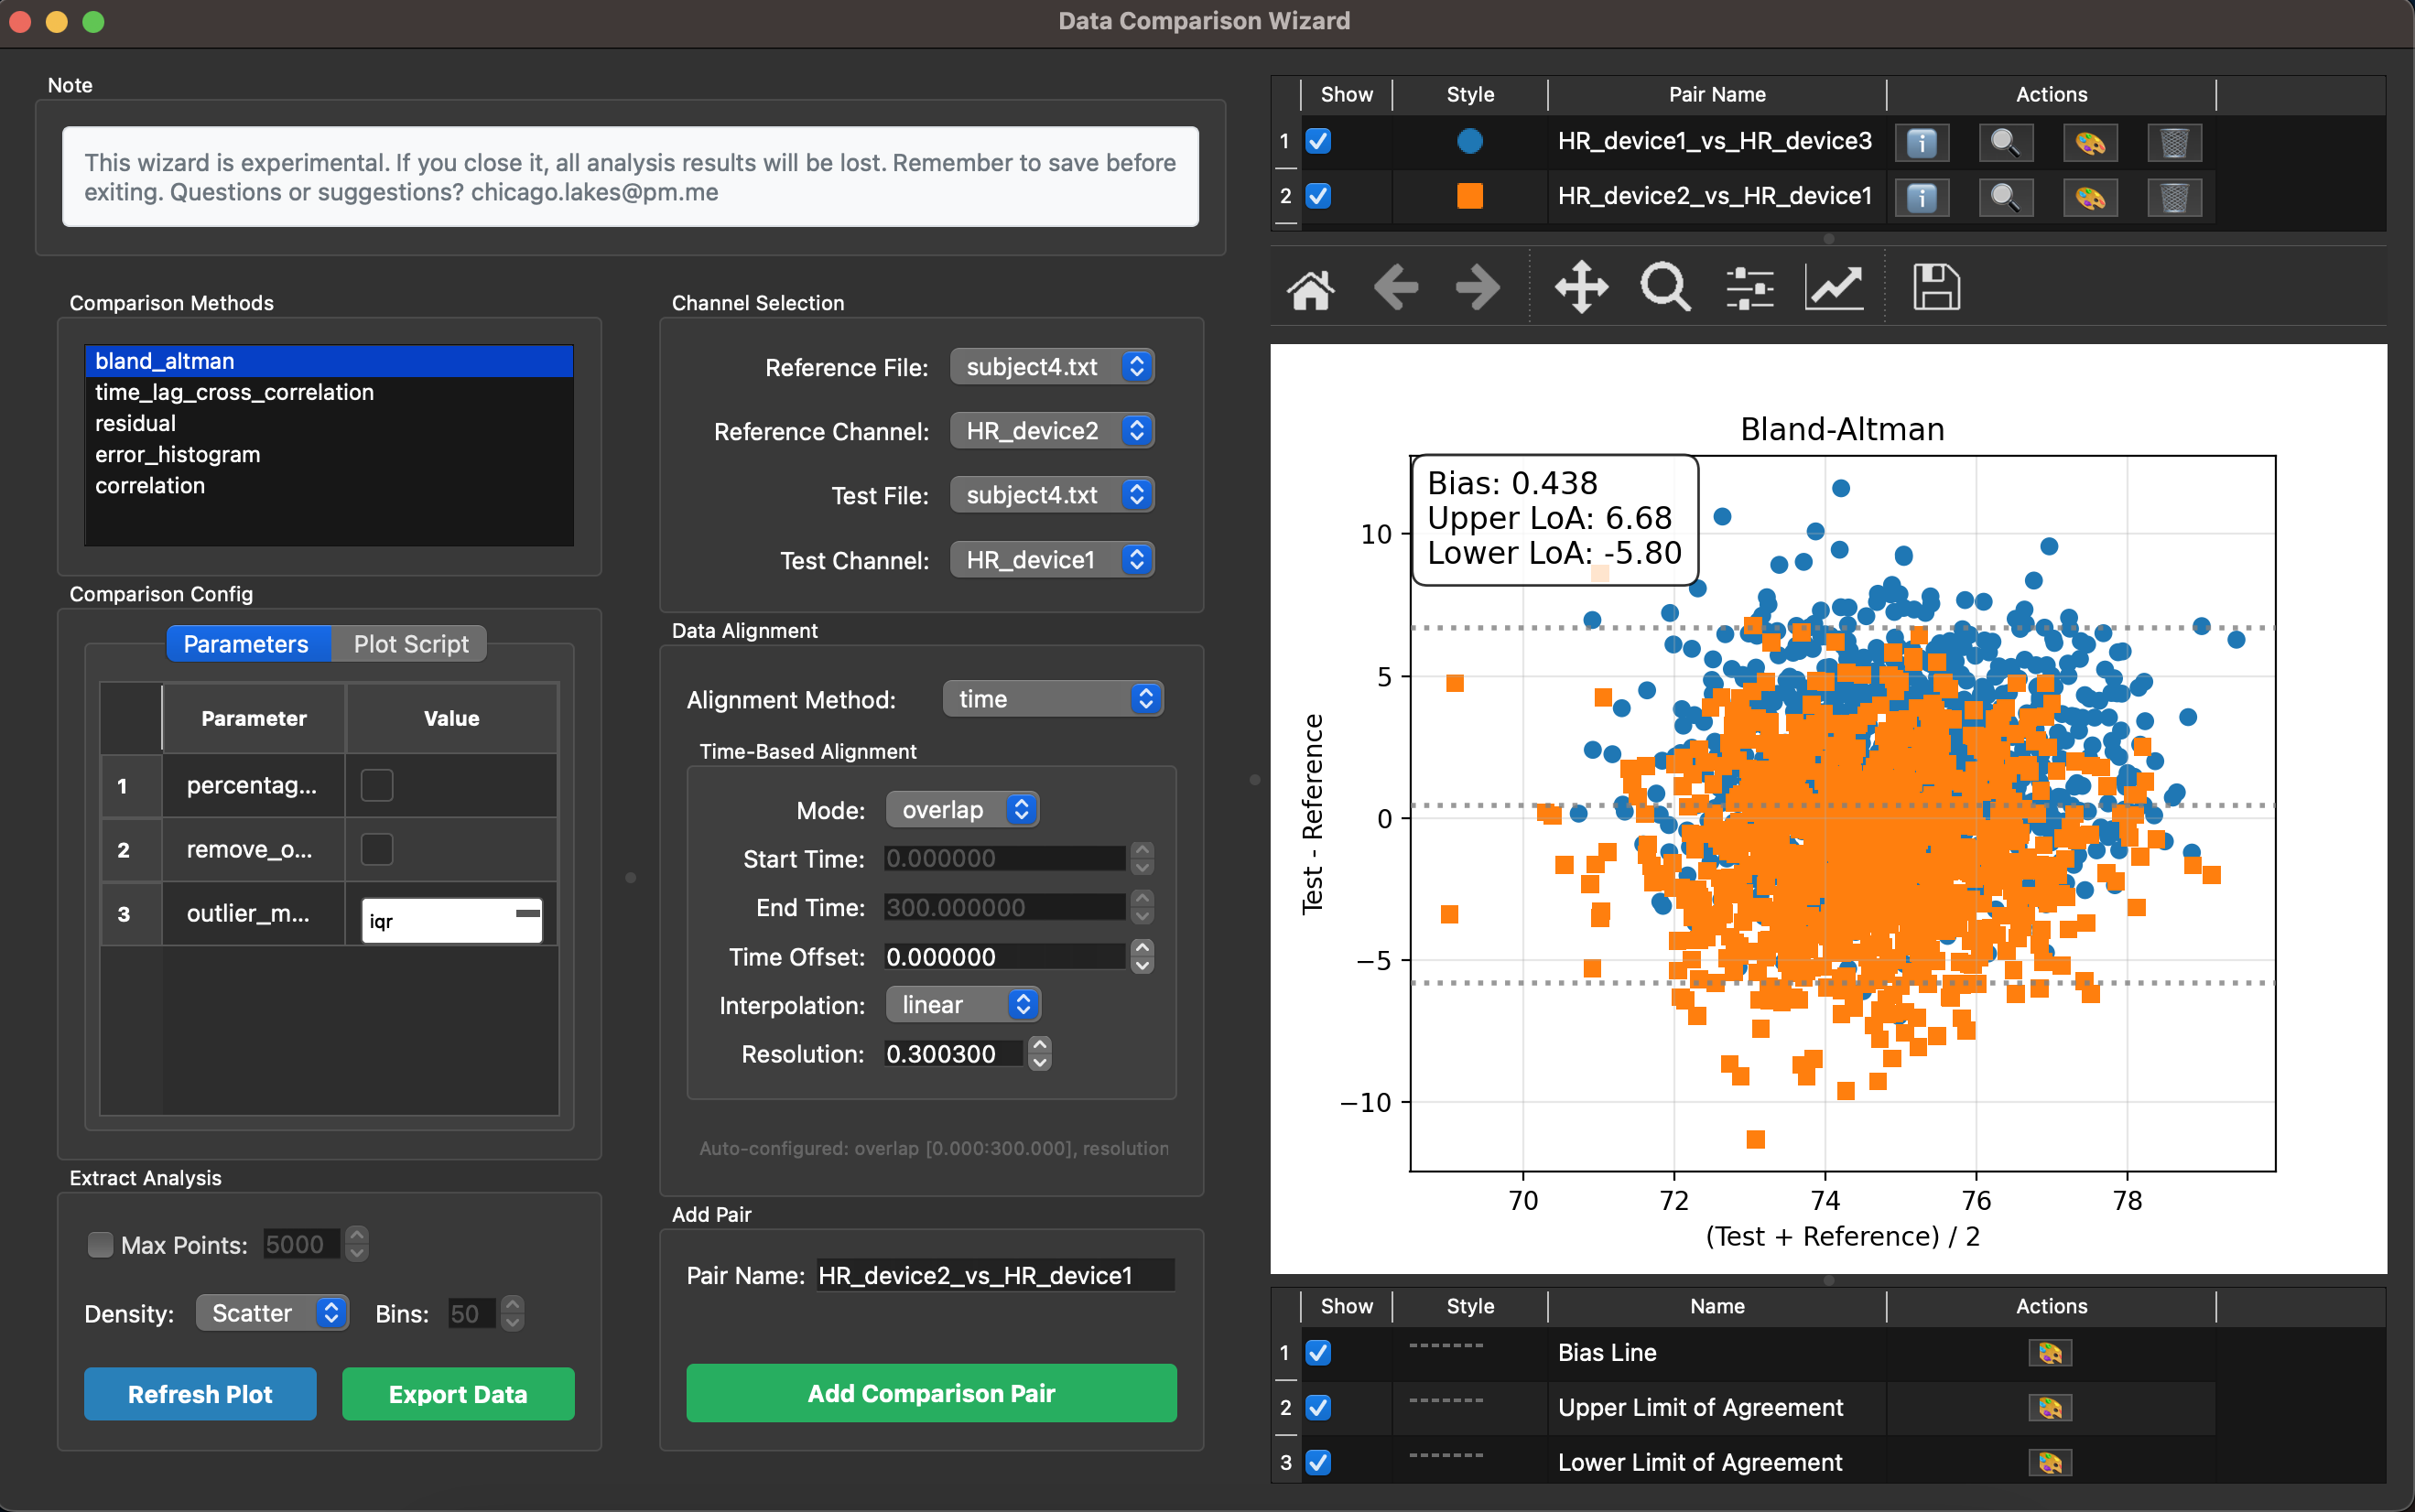 Data Comparison Wizard
Note
This wizard is experimental. If you close it, all analysis results will be lost. Remember to save before
exiting. Questions or suggestions? chicago.lakes@pm.me
Comparison Methods
bland_altman
time_lag_cross_correlation
residual
error_histogram
correlation
Comparison Config
Parameters Plot Script
Parameter Value
1 percentag...
2 remove_o...
3 outlier_m... iqr
Extract Analysis
Max Points: 5000
Density: Scatter Bins: 50
Refresh Plot Export Data
Channel Selection
Reference File: subject4.txt
Reference Channel: HR_device2
Test File: subject4.txt
Test Channel: HR_device1
Data Alignment
Alignment Method: time
Time-Based Alignment
Mode: overlap
Start Time: 0.000000
End Time: 300.000000
Time Offset: 0.000000
Interpolation: linear
Resolution: 0.300300
Auto-configured: overlap [0.000:300.000], resolution
Add Pair
Pair Name: HR_device2_vs_HR_device1
Add Comparison Pair
Show Style Pair Name Actions
1 HR_device1_vs_HR_device3
2 HR_device2_vs_HR_device1
Bland-Altman
Bias: 0.438
Upper LoA: 6.68
Lower LoA: -5.80
10
5
0
−5
−10
Test - Reference
70 72 74 76 78
(Test + Reference) / 2
Show Style Name Actions
1 Bias Line
2 Upper Limit of Agreement
3 Lower Limit of Agreement